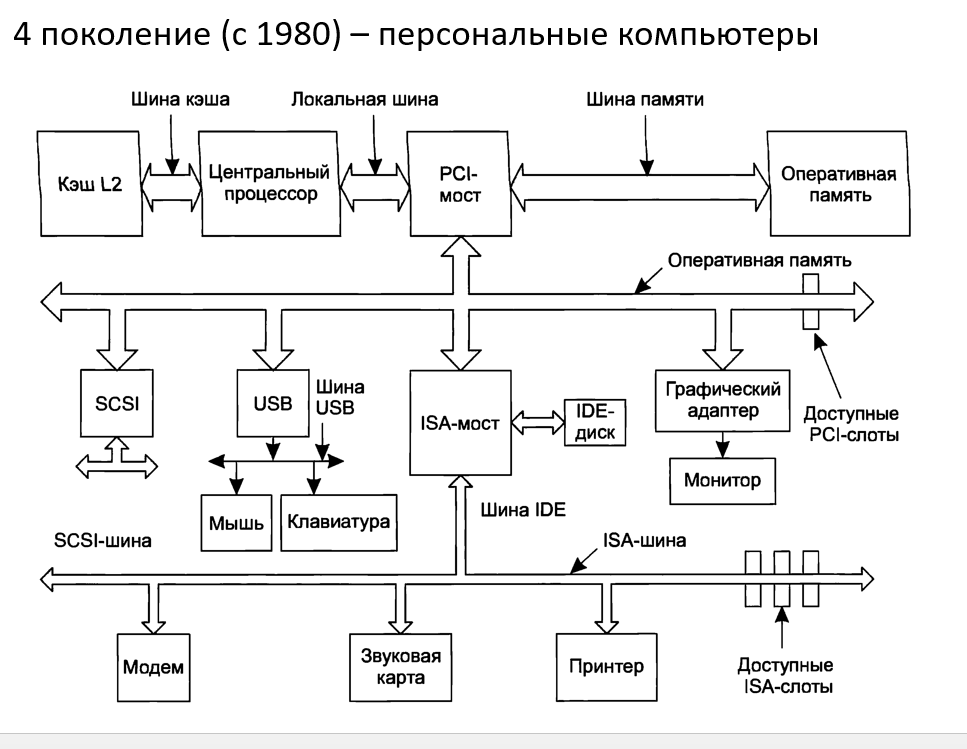 4 поколение (с 1980) – персональные компьютеры
Шина кэша
Локальная шина
Шина памяти
Кэш L2
Центральный
процессор
PCI-
мост
Оперативная
память
Оперативная память
SCSI
USB
Шина
USB
ISA-мост
IDE-
диск
Графический
адаптер
Доступные
PCI-слоты
Монитор
Мышь
Клавиатура
Шина IDE
SCSI-шина
ISA-шина
Модем
Звуковая
карта
Принтер
Доступные
ISA-слоты